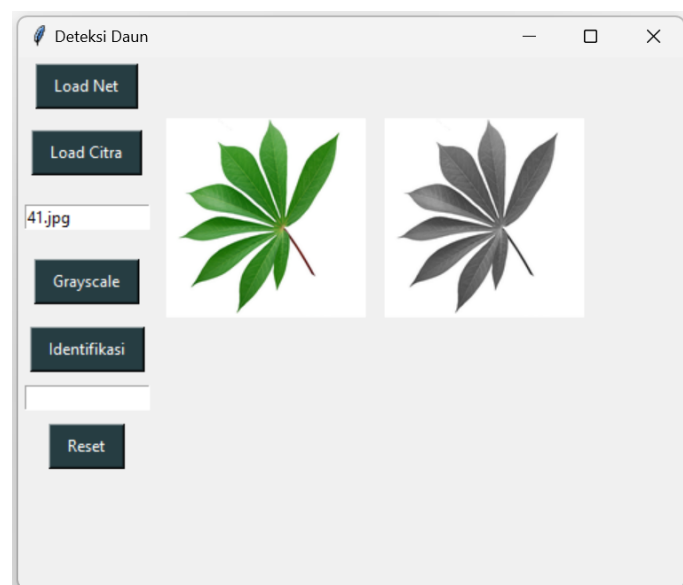 Deteksi Daun
Load Net
Load Citra
41.jpg
Grayscale
Identifikasi
Reset